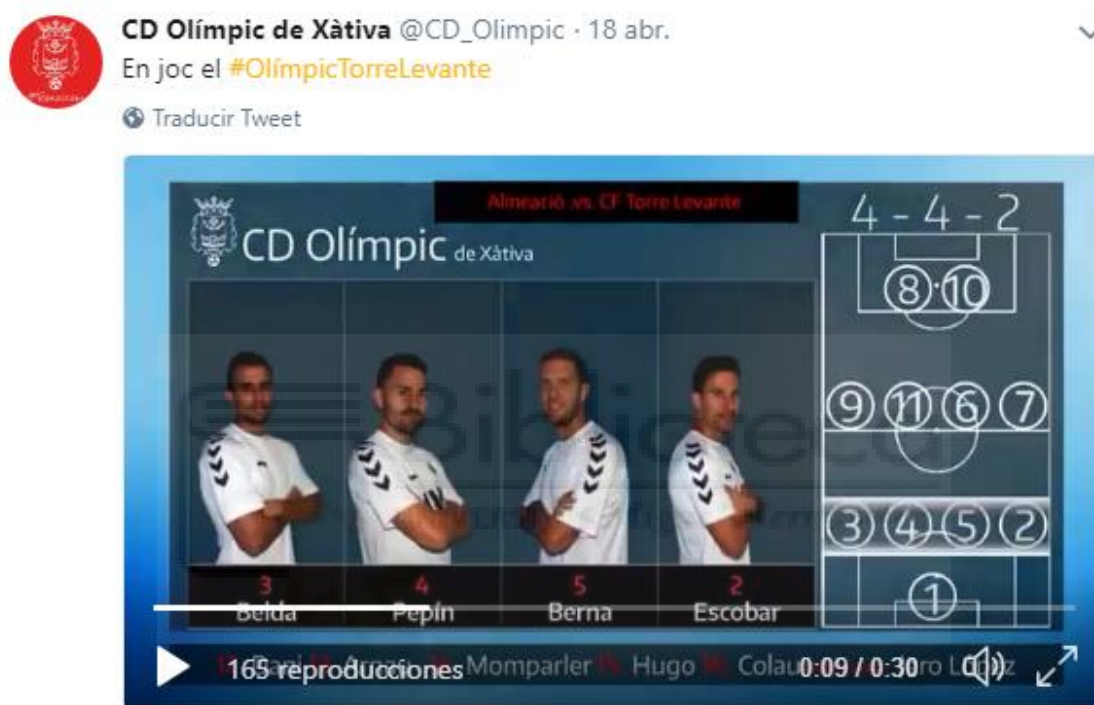 CD Olímpic de Xàtiva @CD_Olimpic · 18 abr.
En joc el #OlímpicTorreLevante
Traducir Tweet
Alineació .vs. CF Torre Levante
CD Olímpic de Xàtiva
4 - 4 - 2
8 10
9 11 6 7
3 4 5 2
1
3 4 5 2
Belda Pepín Berna Escobar
Momparler Hugo
165 reproducciones
0:09 / 0:30
Biblioteca